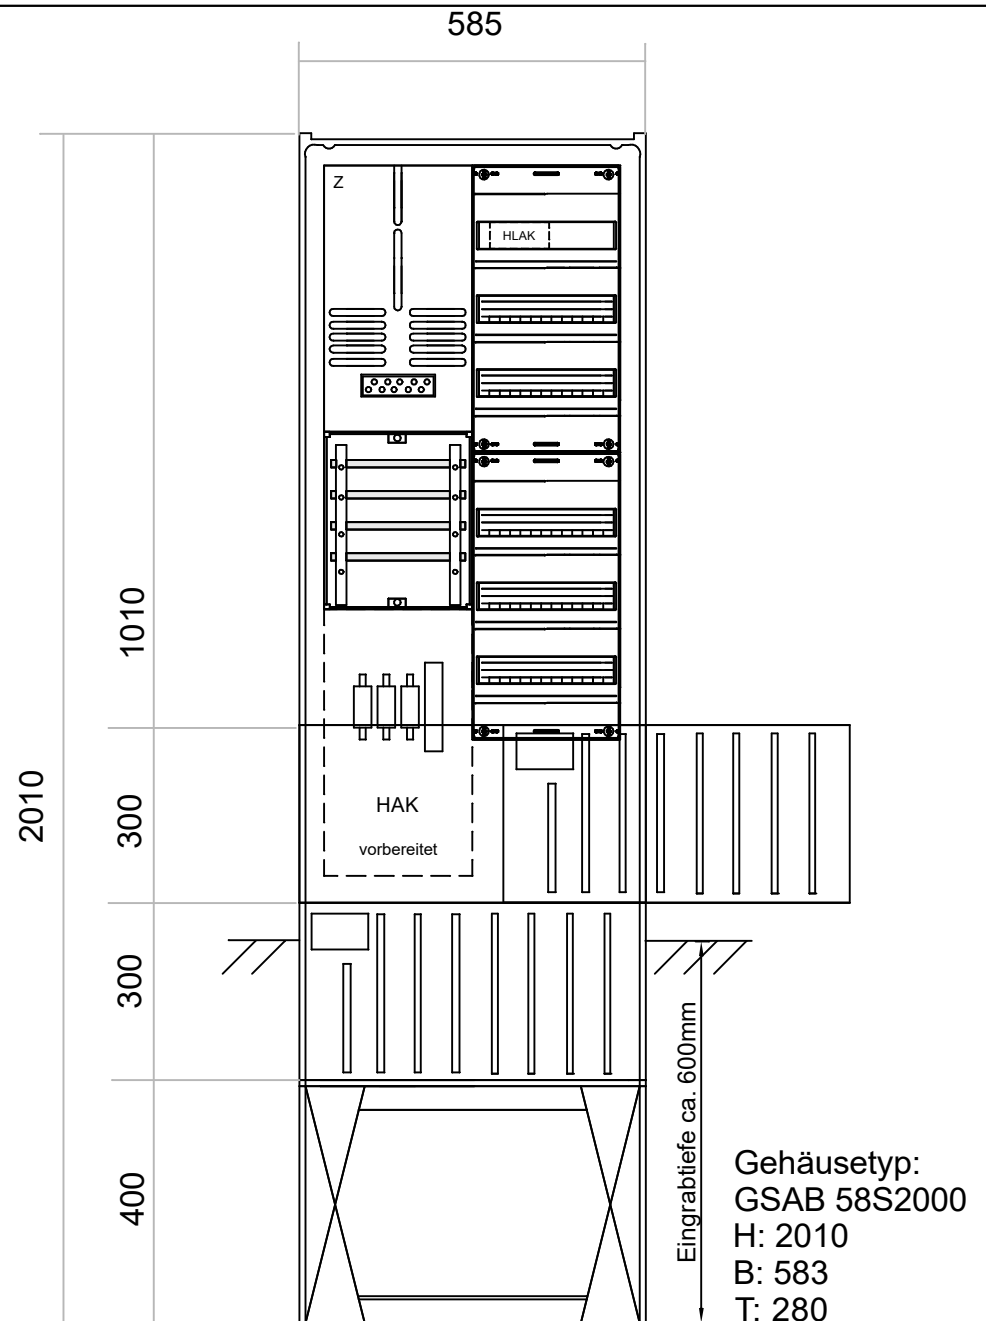 585
Z
HLAK
1010
2010
300
HAK
vorbereitet
300
Eingrabtiefe ca. 600mm
400
Gehäusetyp:
GSAB 58S2000
H: 2010
B: 583
T: 280